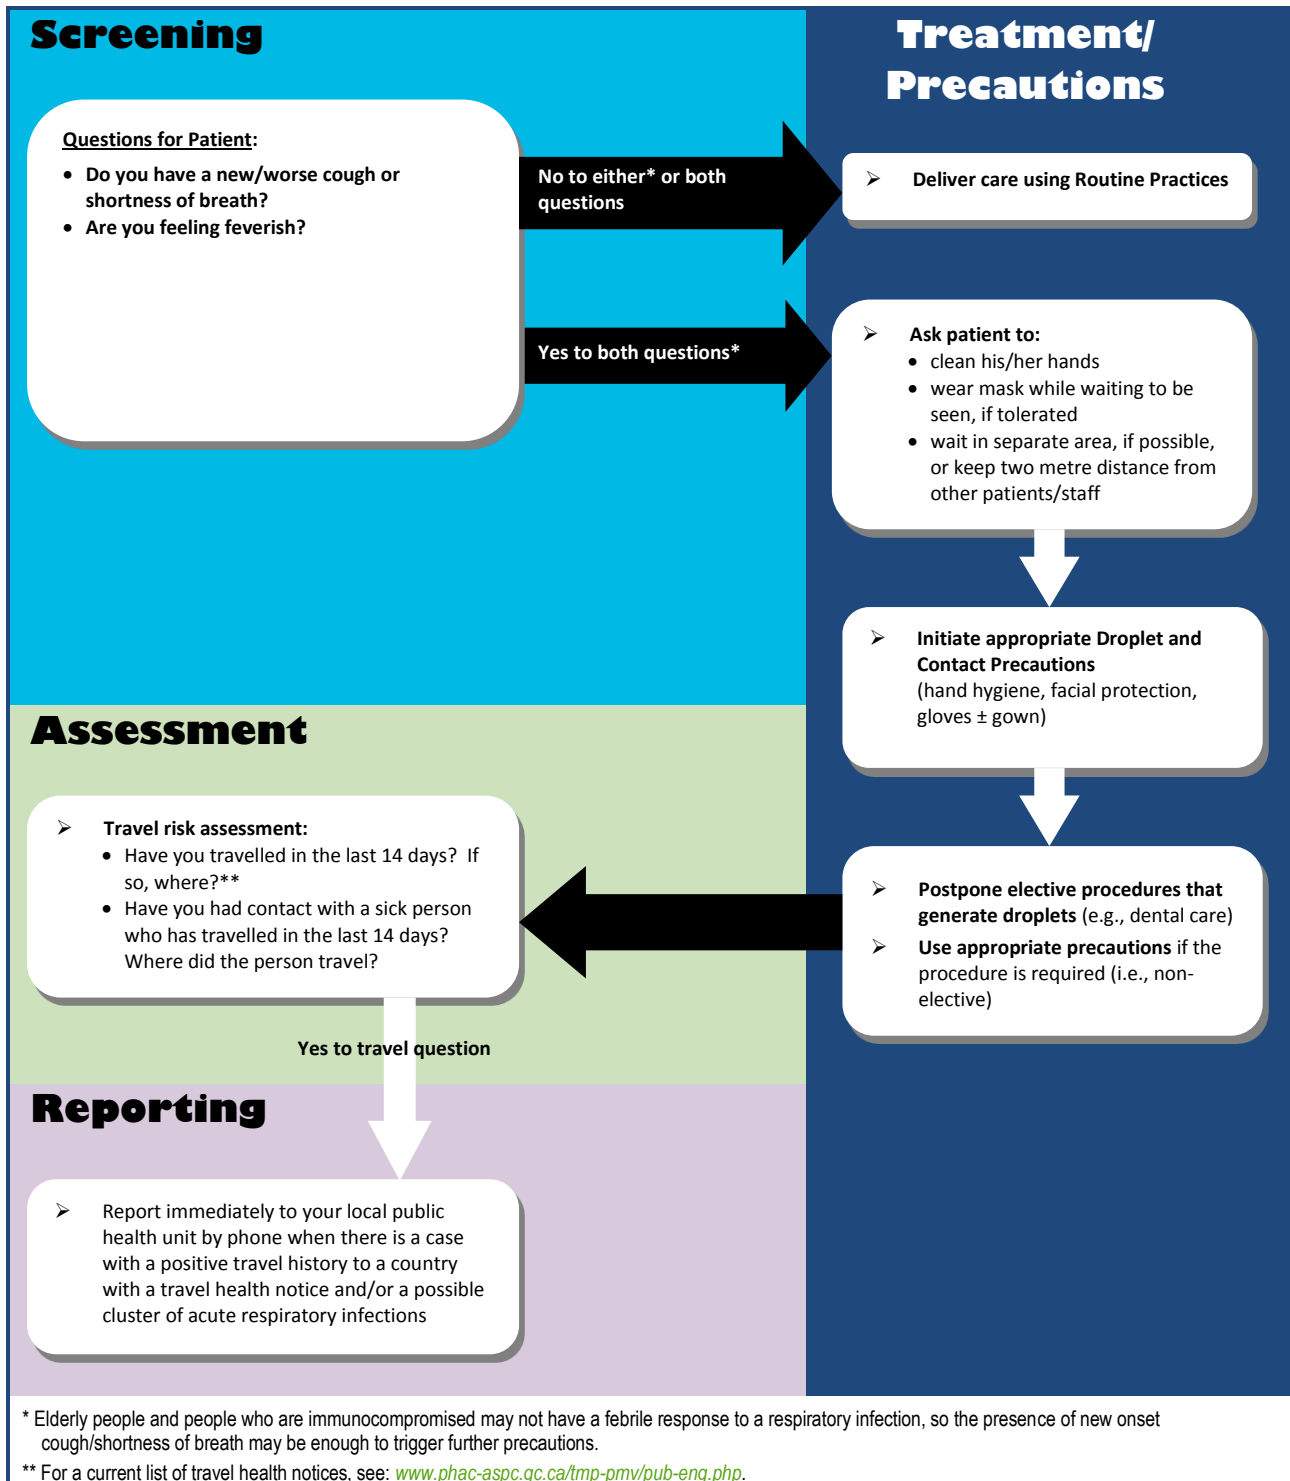 Screening
Questions for Patient:
• Do you have a new/worse cough or
shortness of breath?
• Are you feeling feverish?
No to either* or both
questions
Yes to both questions*
Treatment/
Precautions
➢ Deliver care using Routine Practices
➢ Ask patient to:
• clean his/her hands
• wear mask while waiting to be
seen, if tolerated
• wait in separate area, if possible,
or keep two metre distance from
other patients/staff
➢ Initiate appropriate Droplet and
Contact Precautions
(hand hygiene, facial protection,
gloves ± gown)
➢ Postpone elective procedures that
generate droplets (e.g., dental care)
➢ Use appropriate precautions if the
procedure is required (i.e., non-
elective)
Assessment
➢ Travel risk assessment:
• Have you travelled in the last 14 days?  If
so, where?**
• Have you had contact with a sick person
who has travelled in the last 14 days?
Where did the person travel?
Yes to travel question
Reporting
➢ Report immediately to your local public
health unit by phone when there is a case
with a positive travel history to a country
with a travel health notice and/or a possible
cluster of acute respiratory infections
* Elderly people and people who are immunocompromised may not have a febrile response to a respiratory infection, so the presence of new onset
cough/shortness of breath may be enough to trigger further precautions.
** For a current list of travel health notices, see: www.phac-aspc.gc.ca/tmp-pmv/pub-eng.php.